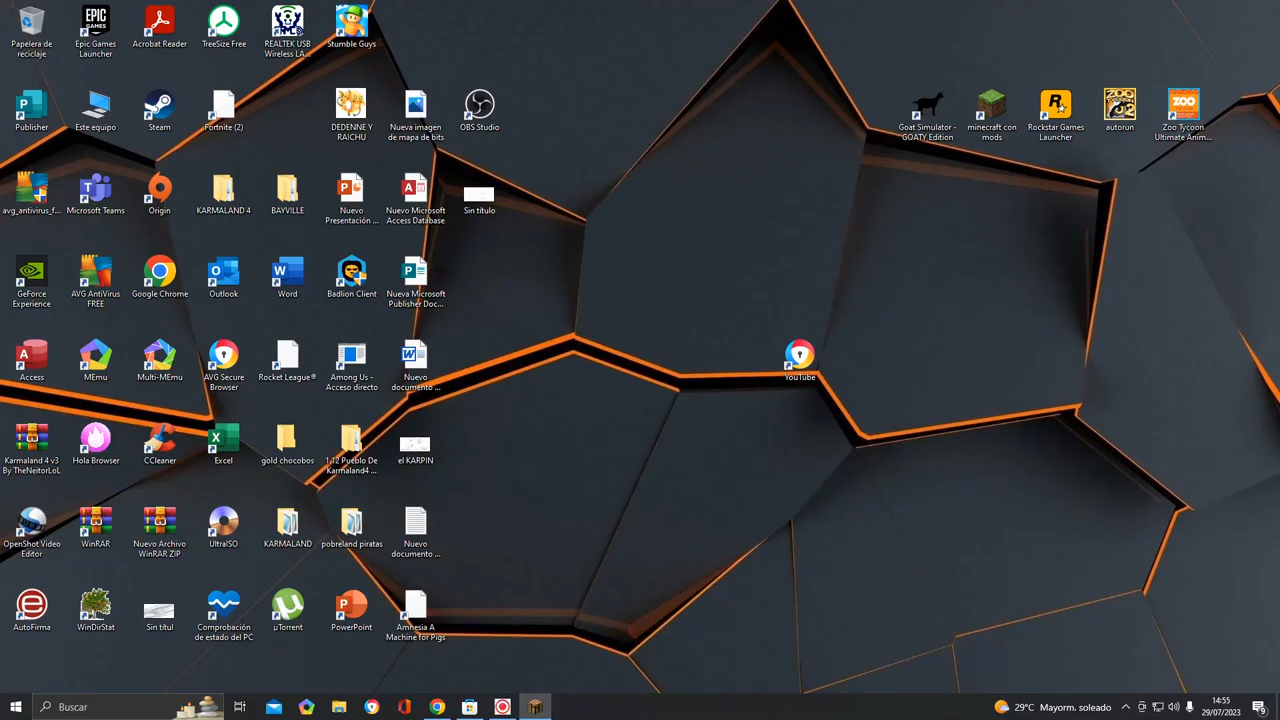 Papelera de
reciclaje
Epic Games
Launcher
Acrobat Reader
TreeSize Free
REALTEK USB
Wireless LA...
Stumble Guys
Publisher
Este equipo
Steam
Fortnite (2)
DEDENNE Y
RAICHU
Nueva imagen
de mapa de bits
OBS Studio
Goat Simulator -
GOATY Edition
minecraft con
mods
Rockstar Games
Launcher
autorun
Zoo Tycoon
Ultimate Anim...
avg_antivirus_f...
Microsoft Teams
Origin
KARMALAND 4
BAYVILLE
Nuevo
Presentación ...
Nuevo Microsoft
Access Database
Sin título
GeForce
Experience
AVG AntiVirus
FREE
Google Chrome
Outlook
Word
Badlion Client
Nueva Microsoft
Publisher Doc...
Access
MEmu
Multi-MEmu
AVG Secure
Browser
Rocket League®
Among Us -
Acceso directo
Nuevo
documento ...
YouTube
Karmaland 4 v3
By TheNeitorLoL
Hola Browser
CCleaner
Excel
gold chocobos
1.12 Pueblo De
Karmaland4 ...
el KARPIN
OpenShot Video
Editor
WinRAR
Nuevo Archivo
WinRAR ZIP
UltraISO
KARMALAND
pobreland piratas
Nuevo
documento ...
AutoFirma
WinDirStat
Sin títul
Comprobación
de estado del PC
µTorrent
PowerPoint
Amnesia A
Machine for Pigs
Buscar
29°C Mayorm. soleado
14:55
29/07/2023